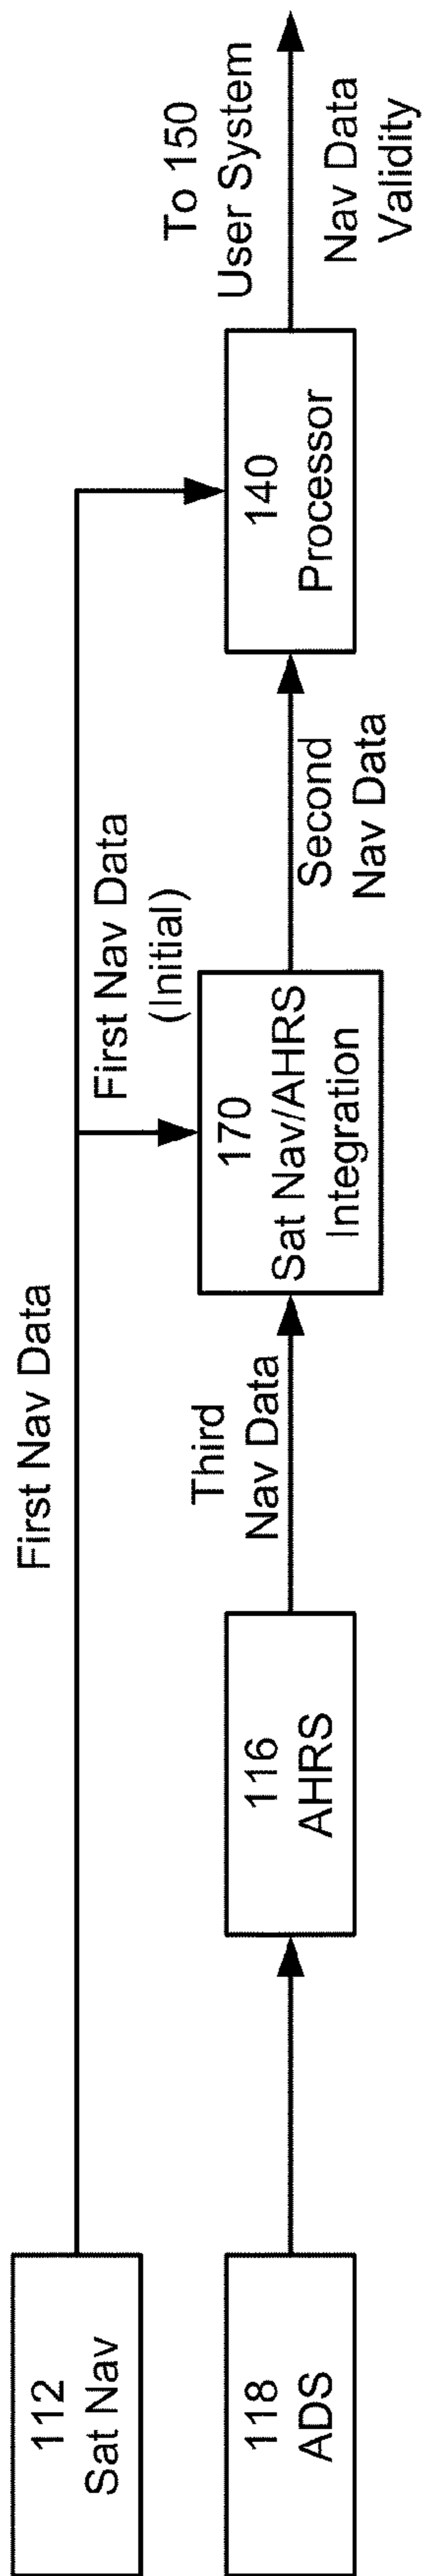 112
Sat Nav
First Nav Data
First Nav Data
(Initial)
118
ADS
116
AHRS
Third
Nav Data
170
Sat Nav/AHRS
Integration
Second
Nav Data
140
Processor
To 150
User System
Nav Data
Validity